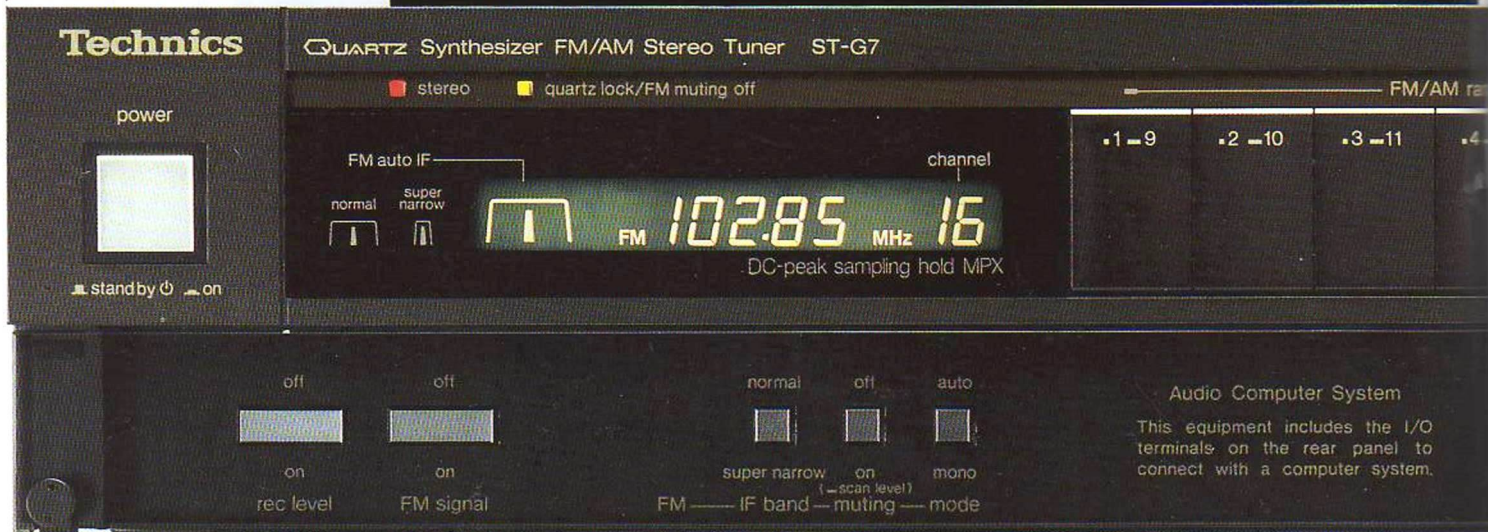 Technics
QUARTZ Synthesizer FM/AM Stereo Tuner ST-G7
stereo
quartz lock/FM muting off
FM/AM
power
1 9
2 10
3 11
4
FM auto IF
channel
normal
super
narrow
FM 102.85 MHz 16
DC-peak sampling hold MPX
standby on
off
on
rec level
off
on
FM signal
normal
off
auto
super narrow
on
mono
(scan level)
FM IF band muting mode
Audio Computer System
This equipment includes the I/O
terminals on the rear panel to
connect with a computer system.